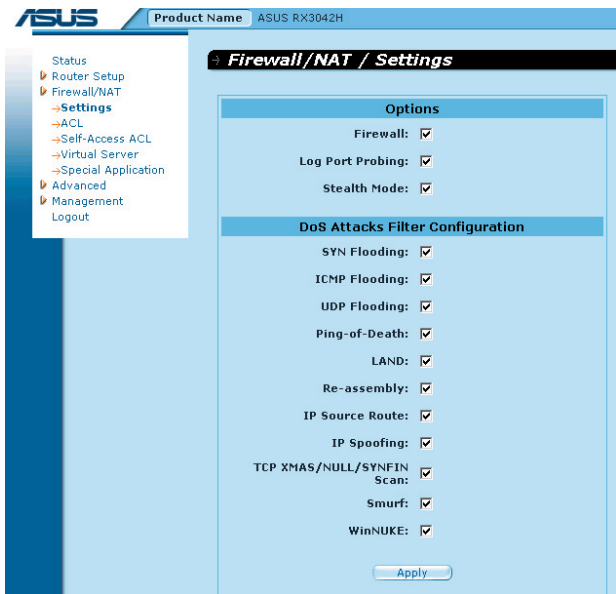 ASUS
Product Name ASUS RX3042H
Status
Router Setup
Firewall/NAT
→Settings
→ACL
→Self-Access ACL
→Virtual Server
→Special Application
Advanced
Management
Logout
→ Firewall/NAT / Settings
Options
Firewall:
Log Port Probing:
Stealth Mode:
DoS Attacks Filter Configuration
SYN Flooding:
ICMP Flooding:
UDP Flooding:
Ping-of-Death:
LAND:
Re-assembly:
IP Source Route:
IP Spoofing:
TCP XMAS/NULL/SYNFIN
Scan:
Smurf:
WinNUKE:
Apply